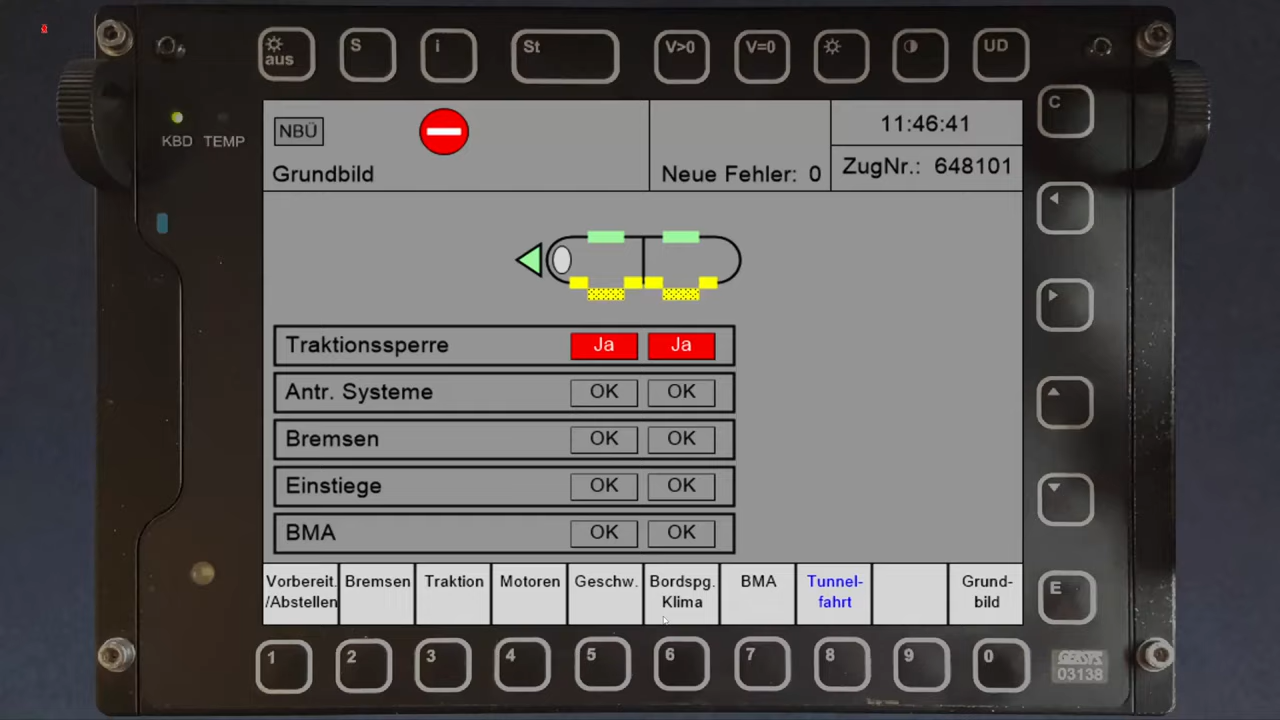 aus
S
i
St
V>0
V=0
UD
C
KBD
TEMP
NBÜ
Grundbild
Neue Fehler: 0
11:46:41
ZugNr.: 648101
Traktionssperre Ja Ja
Antr. Systeme OK OK
Bremsen OK OK
Einstiege OK OK
BMA OK OK
Vorbereit.
/Abstellen
Bremsen
Traktion
Motoren
Geschw.
Bordspg.
Klima
BMA
Tunnel-
fahrt
Grund-
bild
E
1
2
3
4
5
6
7
8
9
0
GERSYS
03138